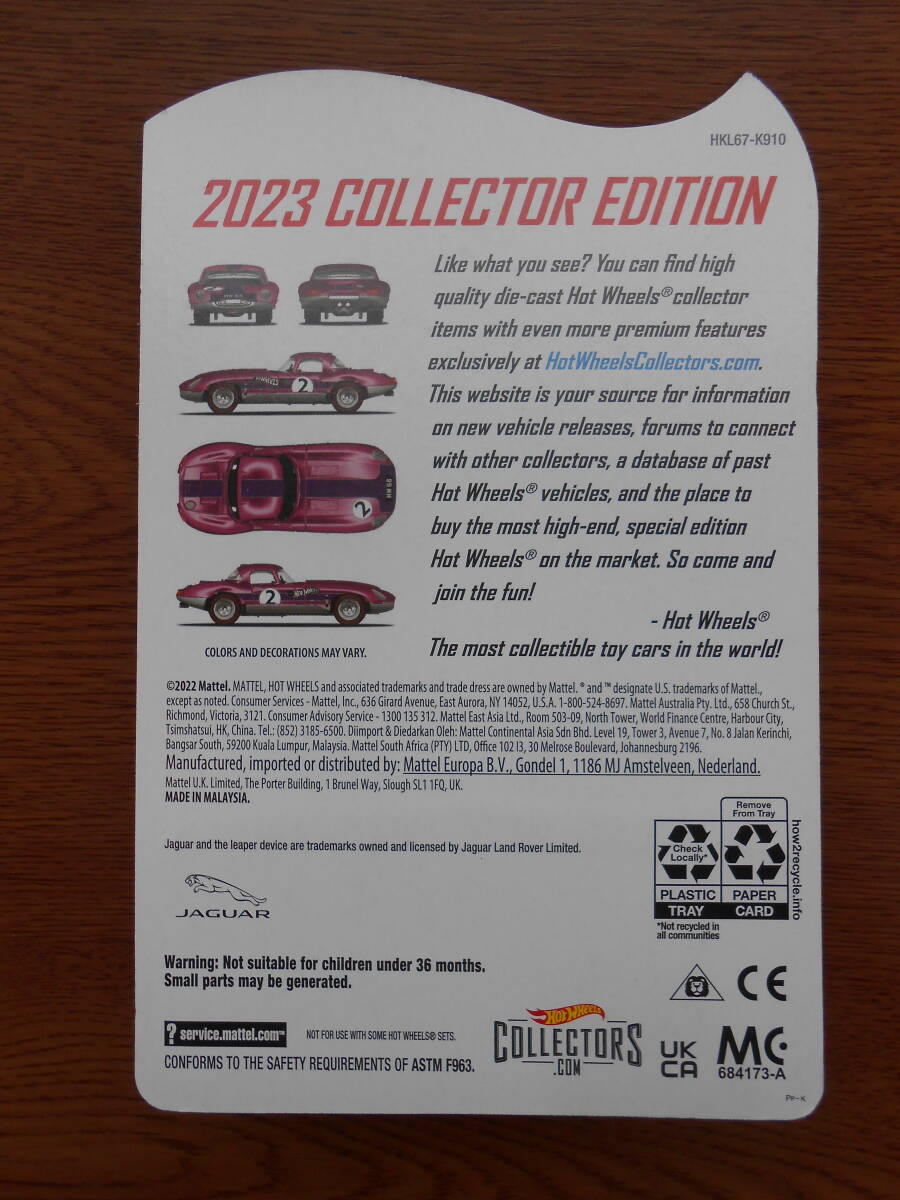 HKL67-K910
2023 COLLECTOR EDITION
Like what you see? You can find high
quality die-cast Hot Wheels® collector
items with even more premium features
exclusively at HotWheelsCollectors.com.
This website is your source for information
on new vehicle releases, forums to connect
with other collectors, a database of past
Hot Wheels® vehicles, and the place to
buy the most high-end, special edition
Hot Wheels® on the market. So come and
join the fun!
- Hot Wheels®
The most collectible toy cars in the world!
2
2
HW 68
2
COLORS AND DECORATIONS MAY VARY.
©2022 Mattel. MATTEL, HOT WHEELS and associated trademarks and trade dress are owned by Mattel. ® and ™ designate U.S. trademarks of Mattel.,
except as noted. Consumer Services - Mattel, Inc., 636 Girard Avenue, East Aurora, NY 14052, U.S.A. 1-800-524-8697. Mattel Australia Pty. Ltd., 658 Church St.,
Richmond, Victoria, 3121. Consumer Advisory Service - 1300 135 312. Mattel East Asia Ltd., Room 503-09, North Tower, World Finance Centre, Harbour City,
Tsimshatsui, HK, China. Tel.: (852) 3185-6500. Diimport & Diedarkan Oleh: Mattel Continental Asia Sdn Bhd. Level 19, Tower 3, Avenue 7, No. 8 Jalan Kerinchi,
Bangsar South, 59200 Kuala Lumpur, Malaysia. Mattel South Africa (PTY) LTD, Office 102 I3, 30 Melrose Boulevard, Johannesburg 2196.
Manufactured, imported or distributed by: Mattel Europa B.V., Gondel 1, 1186 MJ Amstelveen, Nederland.
Mattel U.K. Limited, The Porter Building, 1 Brunel Way, Slough SL1 1FQ, UK.
MADE IN MALAYSIA.
Jaguar and the leaper device are trademarks owned and licensed by Jaguar Land Rover Limited.
JAGUAR
Remove
From Tray
Check
Locally*
PLASTIC
TRAY
PAPER
CARD
how2recycle.info
*Not recycled in
all communities
Warning: Not suitable for children under 36 months.
Small parts may be generated.
CE
? service.mattel.com™
NOT FOR USE WITH SOME HOT WHEELS® SETS.
CONFORMS TO THE SAFETY REQUIREMENTS OF ASTM F963.
HOT WHEELS
COLLECTORS
.COM
UK
CA
MC
684173-A
PP-K